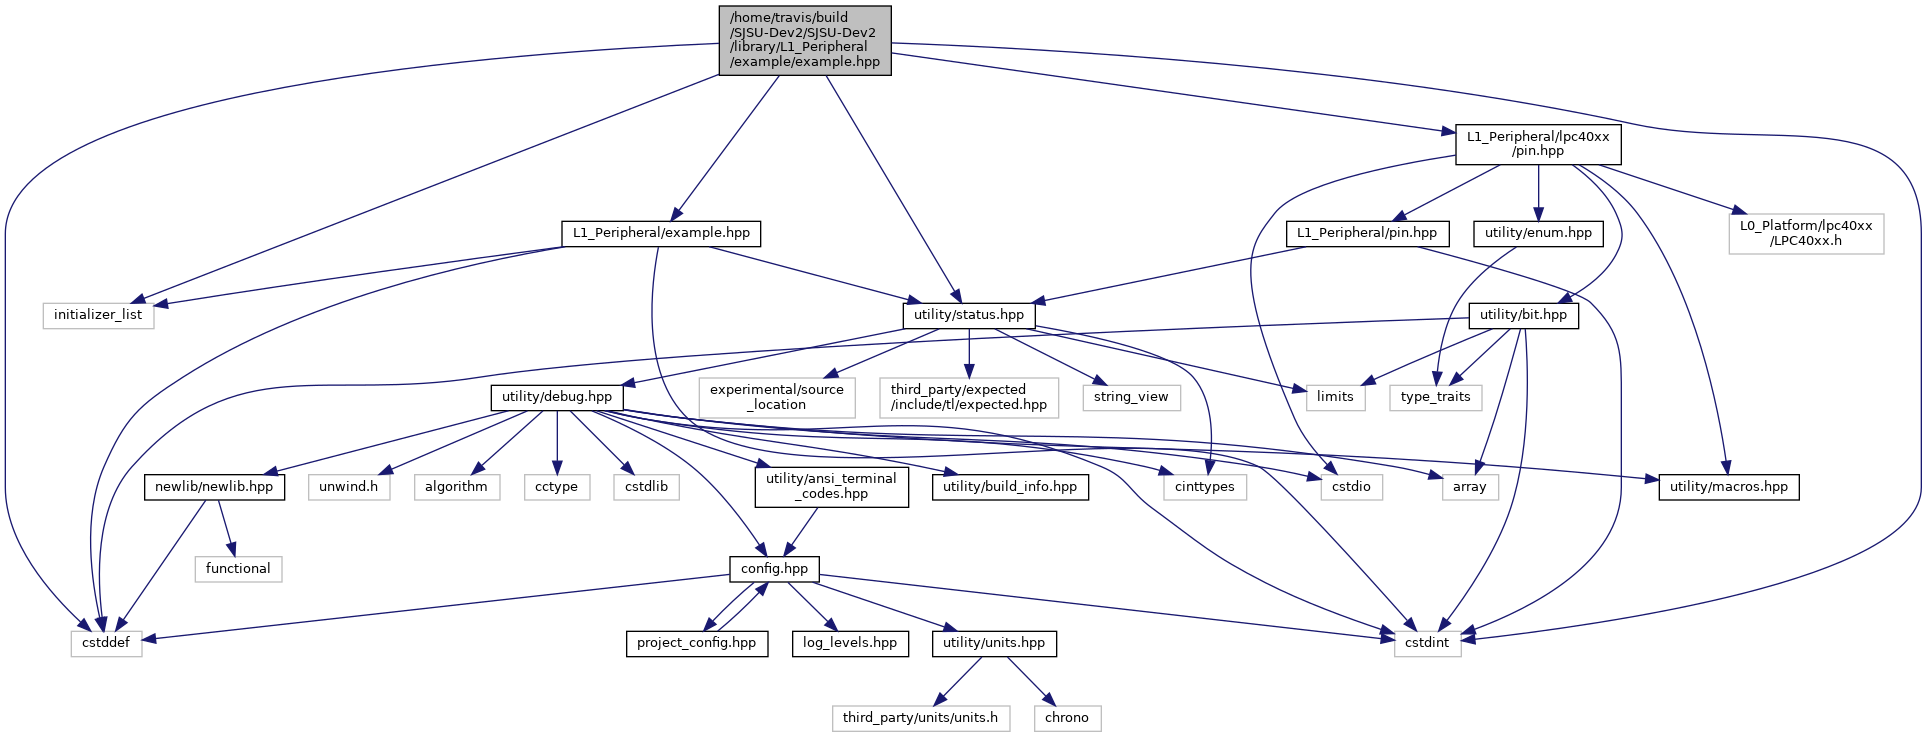 /home/travis/build
/SJSU-Dev2/SJSU-Dev2
/library/L1_Peripheral
/example/example.hpp
L1_Peripheral/lpc40xx
/pin.hpp
L1_Peripheral/example.hpp
L1_Peripheral/pin.hpp
utility/enum.hpp
L0_Platform/lpc40xx
/LPC40xx.h
initializer_list
utility/status.hpp
utility/bit.hpp
utility/debug.hpp
experimental/source
_location
third_party/expected
/include/tl/expected.hpp
string_view
limits
type_traits
newlib/newlib.hpp
unwind.h
algorithm
cctype
cstdlib
utility/ansi_terminal
_codes.hpp
utility/build_info.hpp
cinttypes
cstdio
array
utility/macros.hpp
functional
config.hpp
cstddef
project_config.hpp
log_levels.hpp
utility/units.hpp
cstdint
third_party/units/units.h
chrono